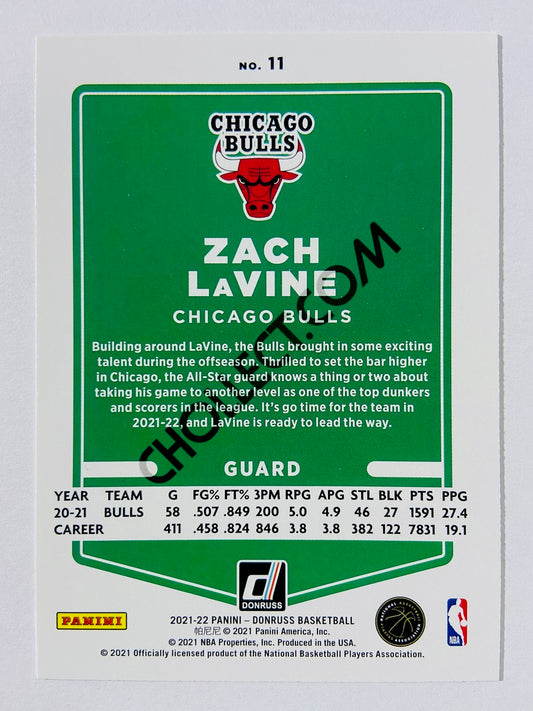 NO. 11
CHICAGO
BULLS
ZACH
LAVINE
CHICAGO BULLS
Building around LaVine, the Bulls brought in some exciting
talent during the offseason. Thrilled to set the bar higher
in Chicago, the All-Star guard knows a thing or two about
taking his game to another level as one of the top dunkers
and scorers in the league. It's go time for the team in
2021-22, and LaVine is ready to lead the way.
CHOLLECT.COM
GUARD
YEAR TEAM G FG% FT% 3PM RPG APG STL BLK PTS PPG
20-21 BULLS 58 .507 .849 200 5.0 4.9 46 27 1591 27.4
CAREER 411 .458 .824 846 3.8 3.8 382 122 7831 19.1
DONRUSS
PANINI
2021-22 PANINI – DONRUSS BASKETBALL
帕尼尼 © 2021 Panini America, Inc.
© 2021 NBA Properties, Inc. Produced in the USA.
© 2021 Officially licensed product of the National Basketball Players Association.
NATIONAL BASKETBALL
PLAYERS ASSOCIATION
NBA